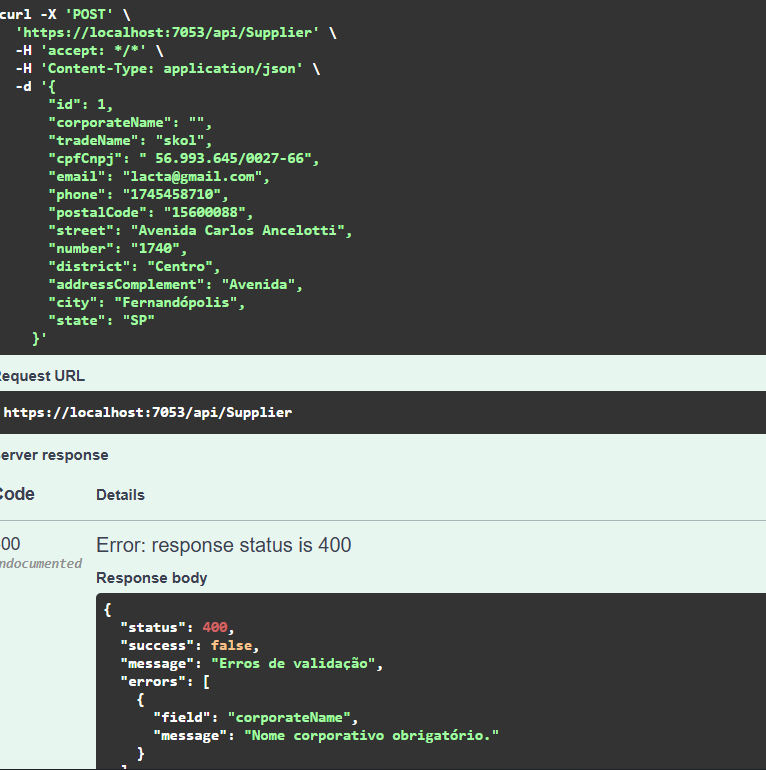 curl -X 'POST' \
'https://localhost:7053/api/Supplier' \
-H 'accept: */*' \
-H 'Content-Type: application/json' \
-d '{
"id": 1,
"corporateName": "",
"tradeName": "skol",
"cpfCnpj": " 56.993.645/0027-66",
"email": "lacta@gmail.com",
"phone": "1745458710",
"postalCode": "15600088",
"street": "Avenida Carlos Ancelotti",
"number": "1740",
"district": "Centro",
"addressComplement": "Avenida",
"city": "Fernandópolis",
"state": "SP"
}'
equest URL
https://localhost:7053/api/Supplier
erver response
Code Details
00 Error: response status is 400
ndocumented
Response body
{
"status": 400,
"success": false,
"message": "Erros de validação",
"errors": [
{
"field": "corporateName",
"message": "Nome corporativo obrigatório."
}
]